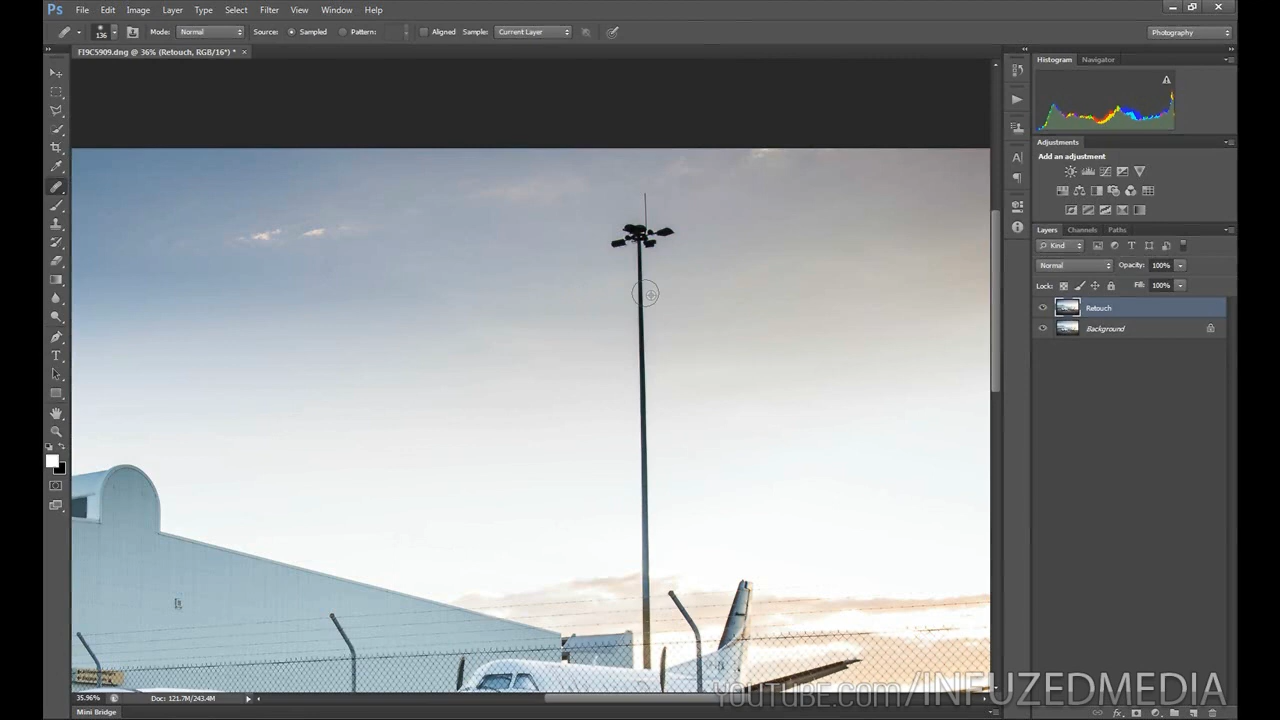 Ps File Edit Image Layer Type Select Filter View Window Help
136 Mode: Normal Source: Sampled Pattern: Aligned Sample: Current Layer Photography
FI9C5909.dng @ 36% (Retouch, RGB/16*) * ×
Histogram Navigator
Adjustments
Add an adjustment
Layers Channels Paths
Kind
Normal Opacity: 100%
Lock: Fill: 100%
Retouch
Background
35.96% Doc: 121.7M/243.4M
Mini Bridge
YOUTUBE.COM/INFUZEDMEDIA